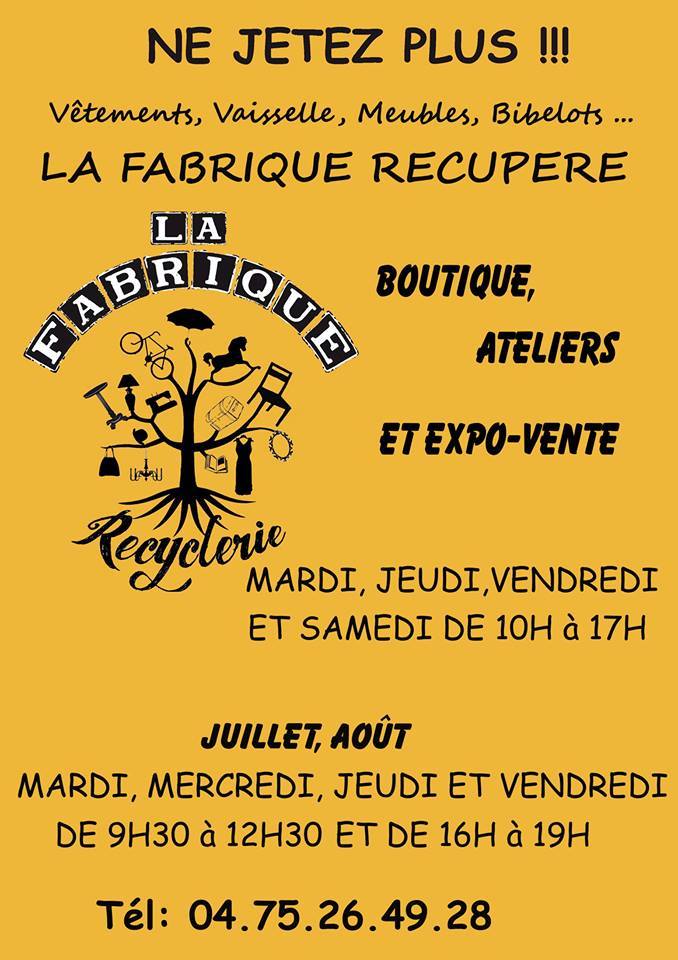 NE JETEZ PLUS !!!
Vêtements, Vaisselle, Meubles, Bibelots ...
LA FABRIQUE RECUPERE
LA
FABRIQUE
Recyclerie
BOUTIQUE,
ATELIERS
ET EXPO-VENTE
MARDI, JEUDI,VENDREDI
ET SAMEDI DE 10H à 17H
JUILLET, AOÛT
MARDI, MERCREDI, JEUDI ET VENDREDI
DE 9H30 à 12H30 ET DE 16H à 19H
Tél: 04.75.26.49.28